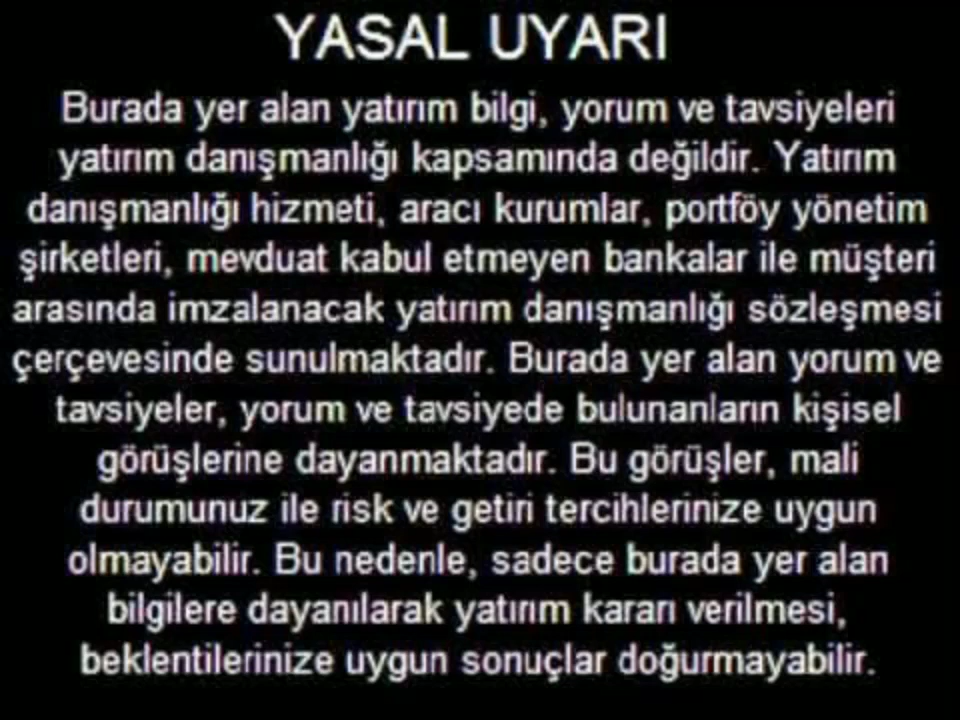 YASAL UYARI
Burada yer alan yatırım bilgi, yorum ve tavsiyeleri
yatırım danışmanlığı kapsamında değildir. Yatırım
danışmanlığı hizmeti, aracı kurumlar, portföy yönetim
şirketleri, mevduat kabul etmeyen bankalar ile müşteri
arasında imzalanacak yatırım danışmanlığı sözleşmesi
çerçevesinde sunulmaktadır. Burada yer alan yorum ve
tavsiyeler, yorum ve tavsiyede bulunanların kişisel
görüşlerine dayanmaktadır. Bu görüşler, mali
durumunuz ile risk ve getiri tercihlerinize uygun
olmayabilir. Bu nedenle, sadece burada yer alan
bilgilere dayanılarak yatırım kararı verilmesi,
beklentilerinize uygun sonuçlar doğurmayabilir.